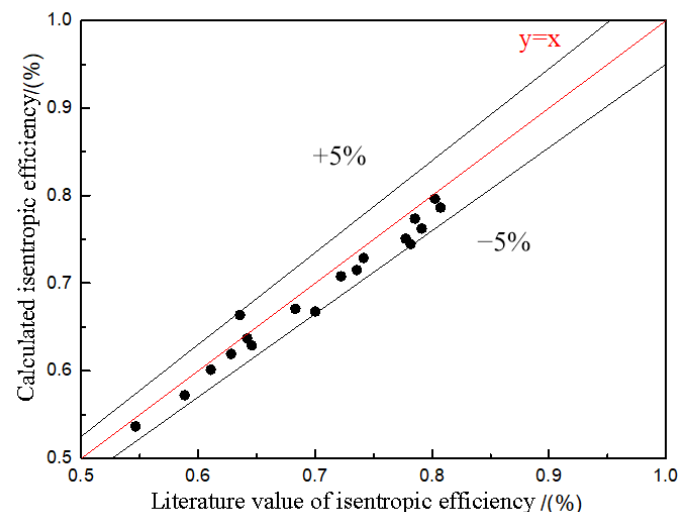 1.0
0.9
0.8
0.7
0.6
0.5
Calculated isentropic efficiency/(%)
y=x
+5%
−5%
0.5 0.6 0.7 0.8 0.9 1.0
Literature value of isentropic efficiency /(%)